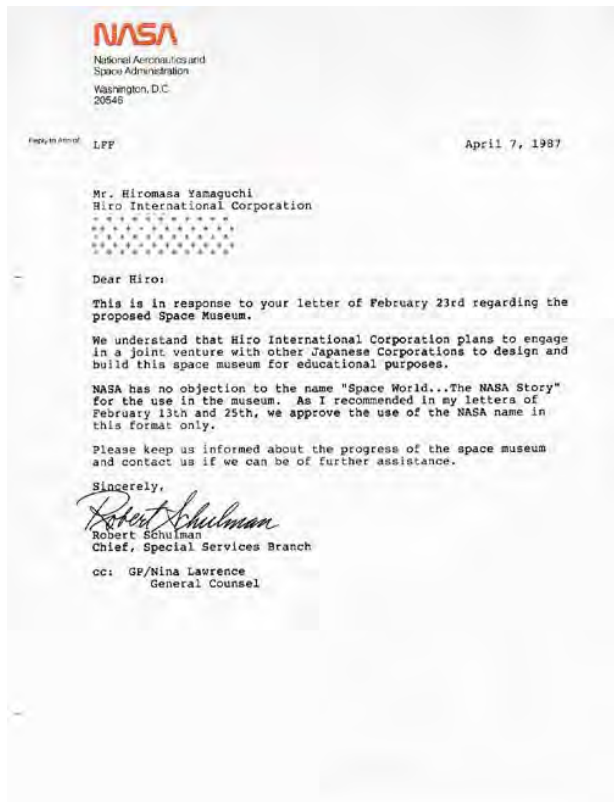 NASA
National Aeronautics and
Space Administration
Washington, D.C.
20546
Reply to Attn of: LFF
April 7, 1987
Mr. Hiromasa Yamaguchi
Hiro International Corporation
Dear Hiro:
This is in response to your letter of February 23rd regarding the
proposed Space Museum.
We understand that Hiro International Corporation plans to engage
in a joint venture with other Japanese Corporations to design and
build this space museum for educational purposes.
NASA has no objection to the name "Space World...The NASA Story"
for the use in the museum. As I recommended in my letters of
February 13th and 25th, we approve the use of the NASA name in
this format only.
Please keep us informed about the progress of the space museum
and contact us if we can be of further assistance.
Sincerely,
Robert Schulman
Robert Schulman
Chief, Special Services Branch
cc: GP/Nina Lawrence
General Counsel